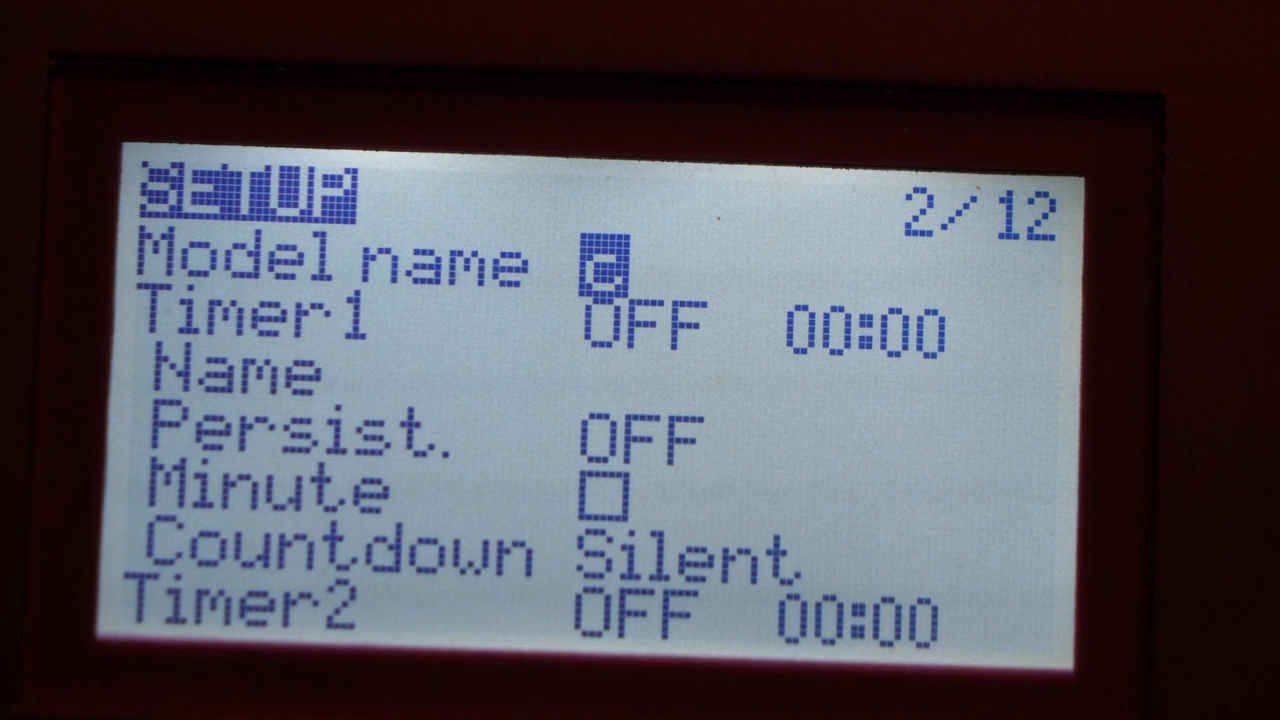 SETUP 2/12
Model name G
Timer1 OFF 00:00
Name
Persist. OFF
Minute
Countdown Silent
Timer2 OFF 00:00